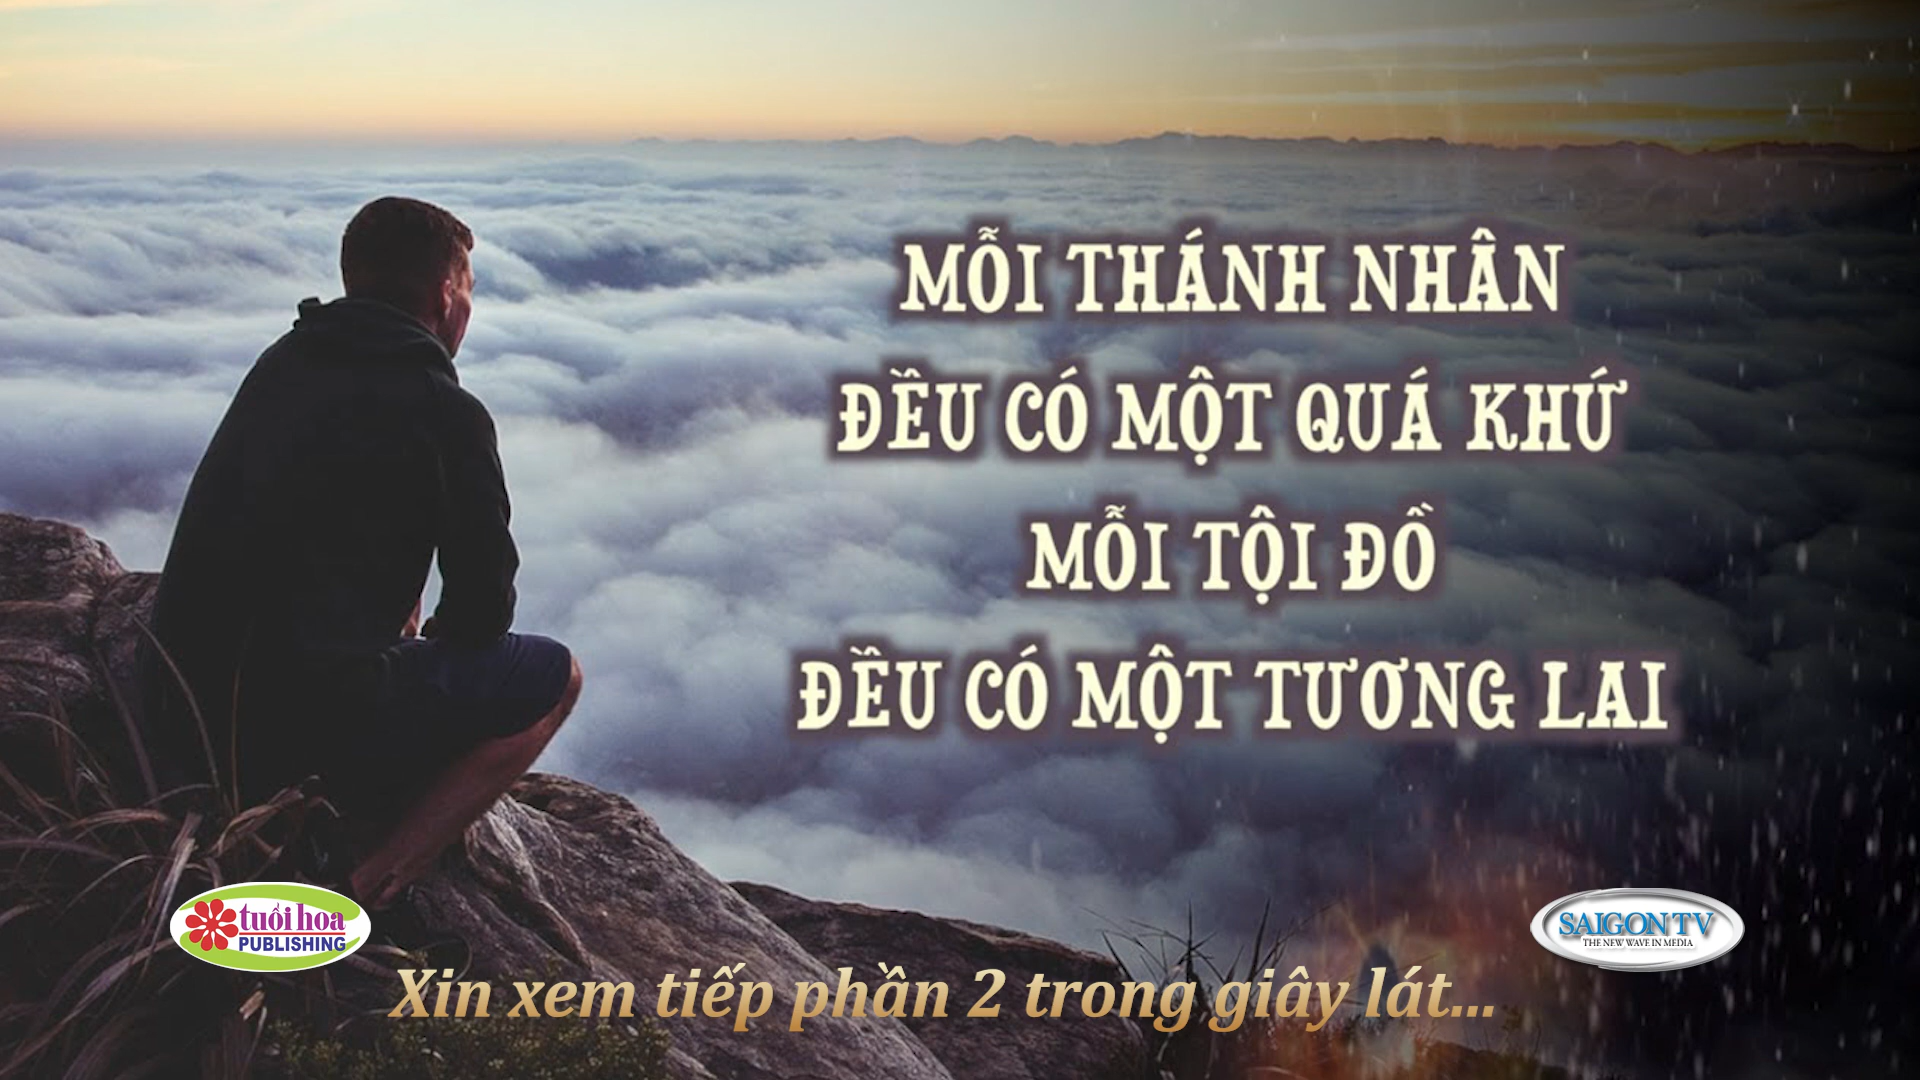 MỖI THÁNH NHÂN
ĐỀU CÓ MỘT QUÁ KHỨ
MỖI TỘI ĐỒ
ĐỀU CÓ MỘT TƯƠNG LAI
tuổi hoa
PUBLISHING
SAIGON TV
THE NEW WAVE IN MEDIA
Xin xem tiếp phần 2 trong giây lát...